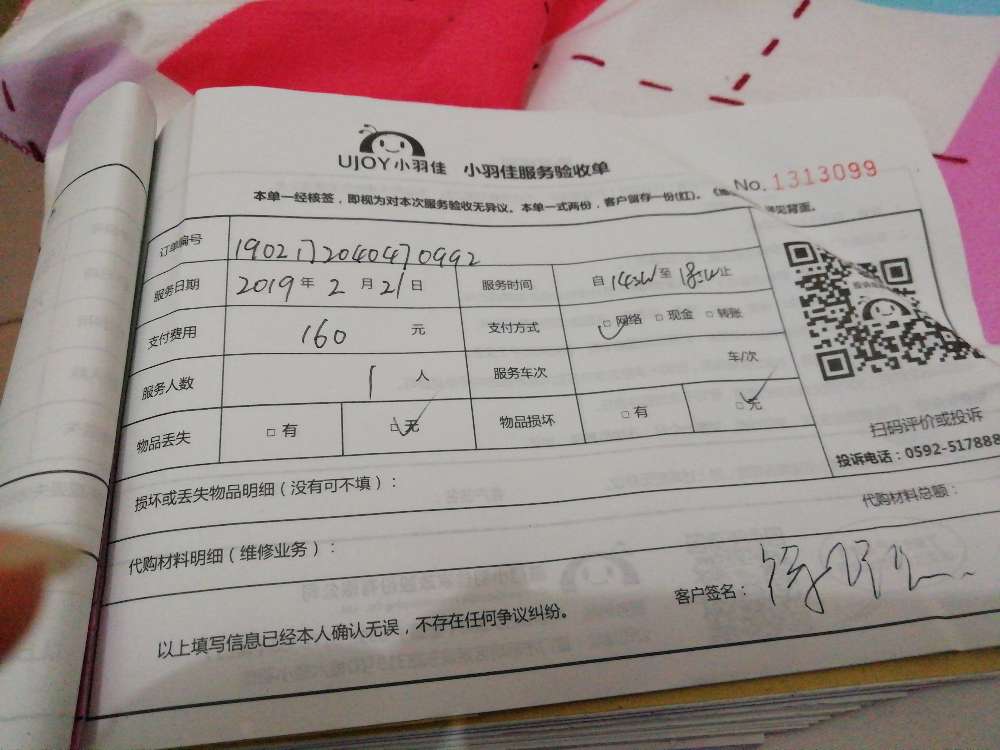 UJOY小羽佳 小羽佳服务验收单
No. 1313099
本单一经核签，即视为对本次服务验收无异议。本单一式两份，客户留存一份(红)。
见背面。
订单编号 190217204047 0992
服务日期 2019 年 2 月 21 日 服务时间 自 至 止
支付费用 160 元 支付方式 □ 网络 □ 现金 □ 转账
服务人数 1 人 服务车次 车/次
物品丢失 □ 有 □ 无 物品损坏 □ 有 □ 无
扫码评价或投诉
投诉电话：0592-517888
损坏或丢失物品明细（没有可不填）：
代购材料明细（维修业务）： 代购材料总额：
以上填写信息已经本人确认无误，不存在任何争议纠纷。 客户签名：